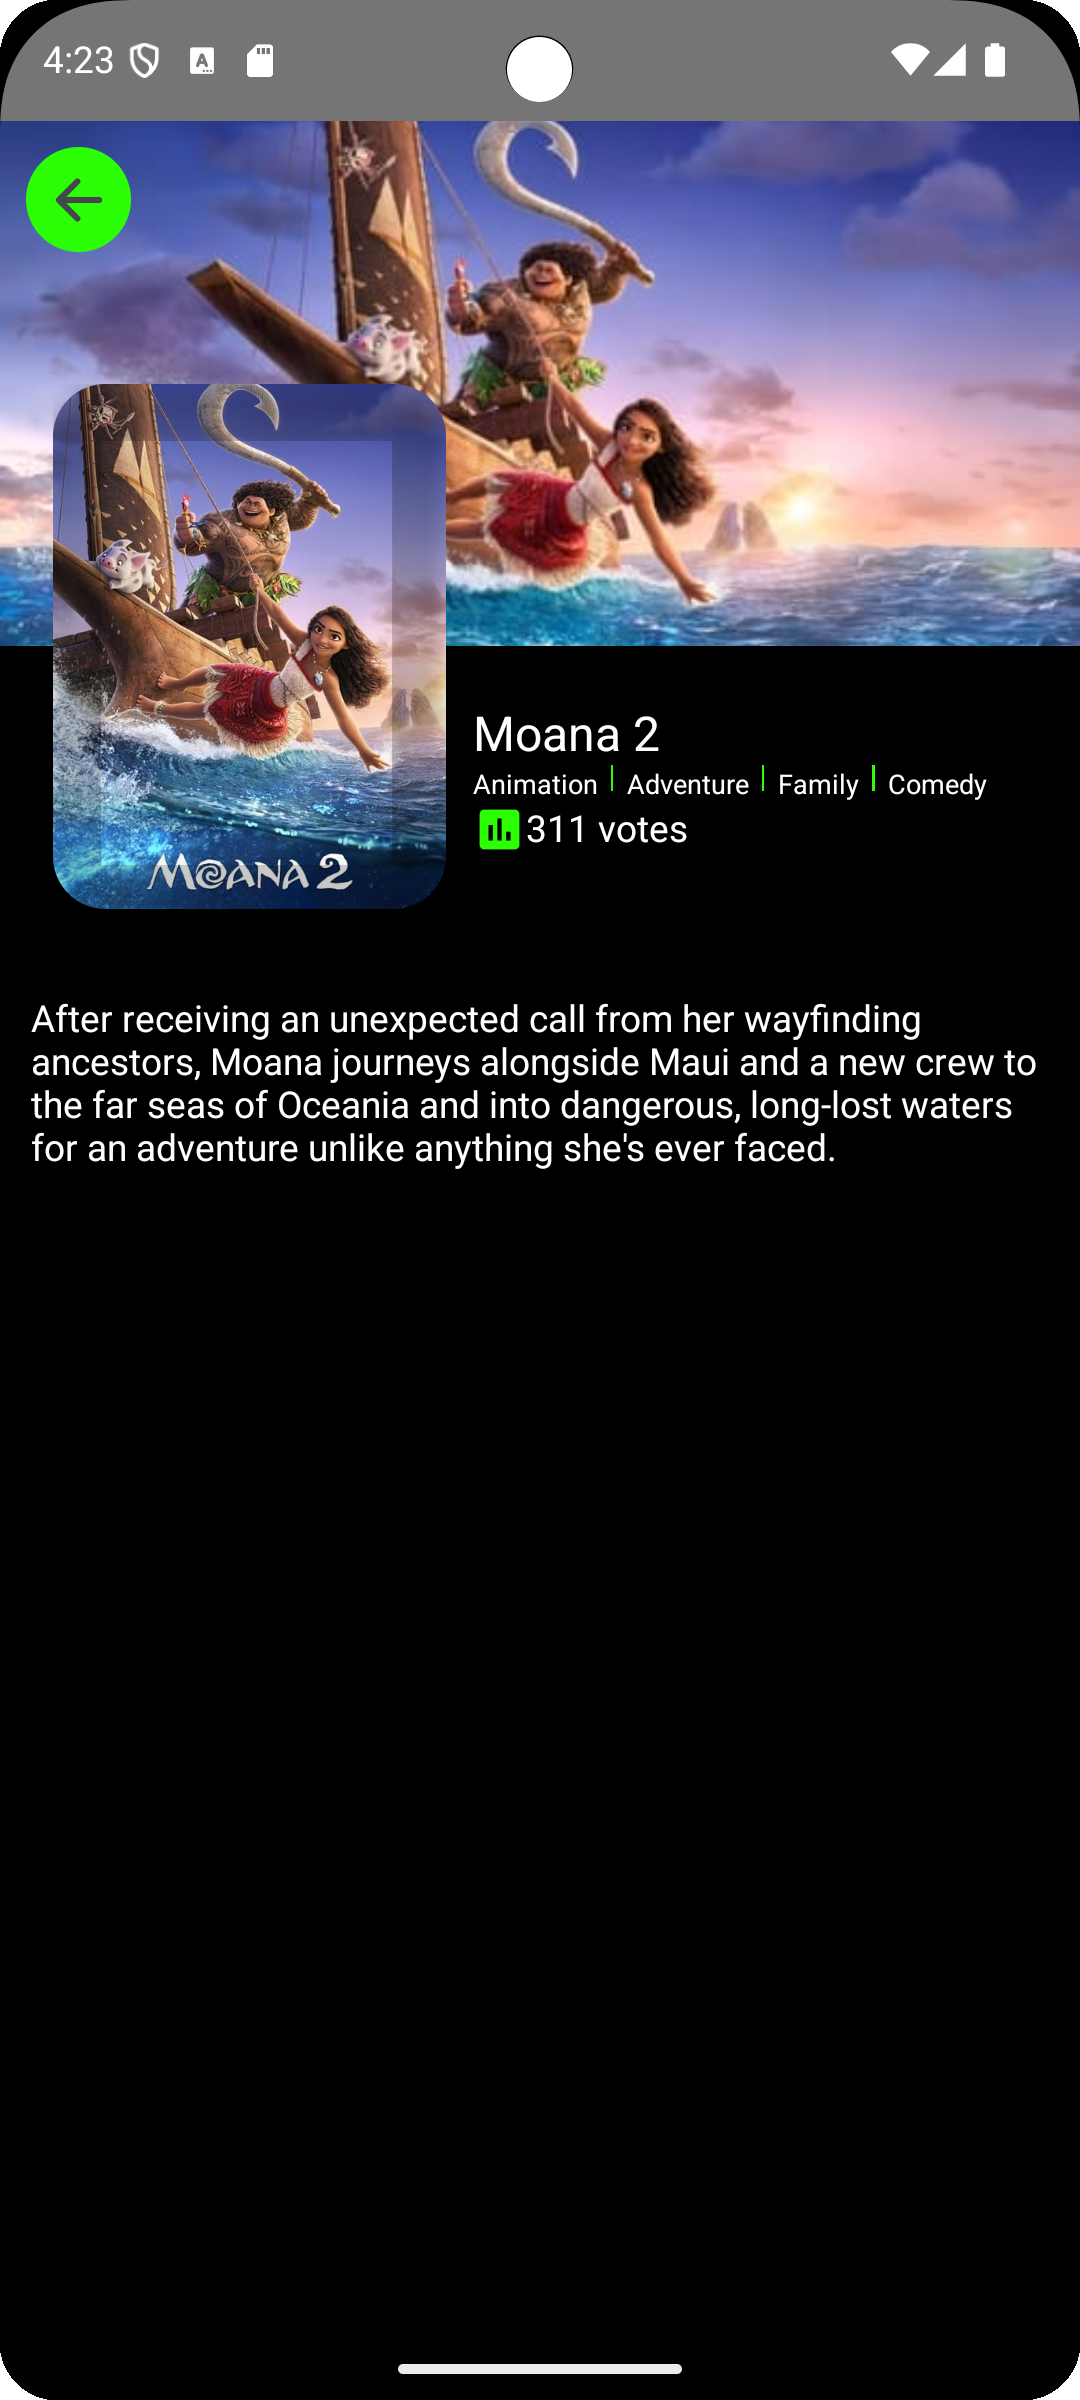 4:23
MOANA 2
Moana 2
Animation Adventure Family Comedy
311 votes
After receiving an unexpected call from her wayfinding
ancestors, Moana journeys alongside Maui and a new crew to
the far seas of Oceania and into dangerous, long-lost waters
for an adventure unlike anything she's ever faced.